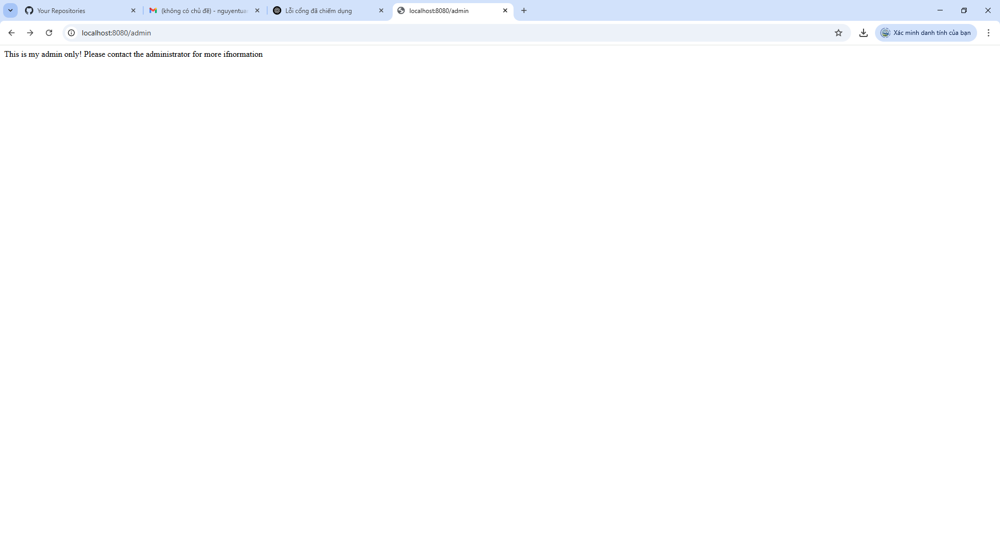 Your Repositories
(không có chủ đề) - nguyentua
Lỗi cổng đã chiếm dụng
localhost:8080/admin
localhost:8080/admin
Xác minh danh tính của bạn
This is my admin only! Please contact the administrator for more ifnormation